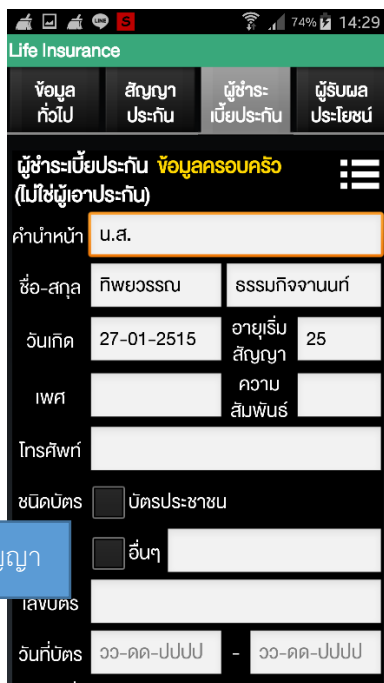 LINE S 74% 14:29
Life Insurance
ข้อมูลทั่วไป สัญญาประกัน ผู้ชำระเบี้ยประกัน ผู้รับผลประโยชน์
ผู้ชำระเบี้ยประกัน ข้อมูลครอบครัว
(ไม่ใช่ผู้เอาประกัน)
คำนำหน้า น.ส.
ชื่อ-สกุล ทิพยวรรณ ธรรมกิจจานนท์
วันเกิด 27-01-2515 อายุเริ่มสัญญา 25
เพศ ความสัมพันธ์
โทรศัพท์
ชนิดบัตร บัตรประชาชน
อื่นๆ
เลขบัตร
วันที่บัตร วว-ดด-ปปปป - วว-ดด-ปปปป